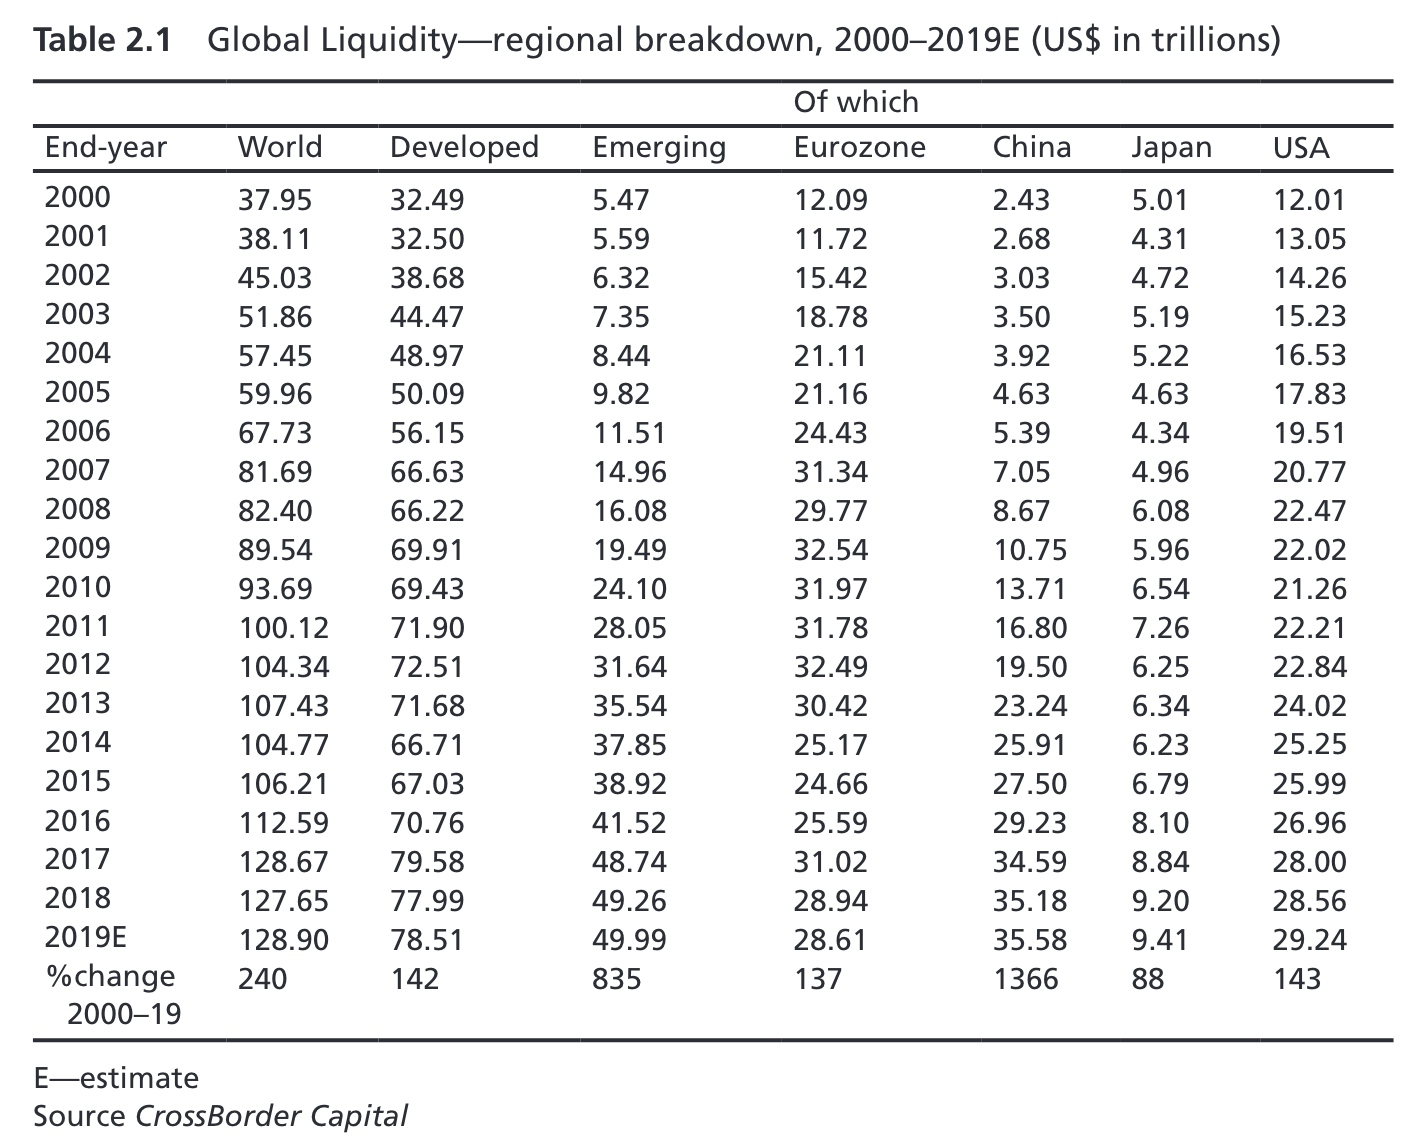 Table 2.1 Global Liquidity—regional breakdown, 2000–2019E (US$ in trillions)
Of which
End-year World Developed Emerging Eurozone China Japan USA
2000 37.95 32.49 5.47 12.09 2.43 5.01 12.01
2001 38.11 32.50 5.59 11.72 2.68 4.31 13.05
2002 45.03 38.68 6.32 15.42 3.03 4.72 14.26
2003 51.86 44.47 7.35 18.78 3.50 5.19 15.23
2004 57.45 48.97 8.44 21.11 3.92 5.22 16.53
2005 59.96 50.09 9.82 21.16 4.63 4.63 17.83
2006 67.73 56.15 11.51 24.43 5.39 4.34 19.51
2007 81.69 66.63 14.96 31.34 7.05 4.96 20.77
2008 82.40 66.22 16.08 29.77 8.67 6.08 22.47
2009 89.54 69.91 19.49 32.54 10.75 5.96 22.02
2010 93.69 69.43 24.10 31.97 13.71 6.54 21.26
2011 100.12 71.90 28.05 31.78 16.80 7.26 22.21
2012 104.34 72.51 31.64 32.49 19.50 6.25 22.84
2013 107.43 71.68 35.54 30.42 23.24 6.34 24.02
2014 104.77 66.71 37.85 25.17 25.91 6.23 25.25
2015 106.21 67.03 38.92 24.66 27.50 6.79 25.99
2016 112.59 70.76 41.52 25.59 29.23 8.10 26.96
2017 128.67 79.58 48.74 31.02 34.59 8.84 28.00
2018 127.65 77.99 49.26 28.94 35.18 9.20 28.56
2019E 128.90 78.51 49.99 28.61 35.58 9.41 29.24
%change 240 142 835 137 1366 88 143
2000–19
E—estimate
Source CrossBorder Capital